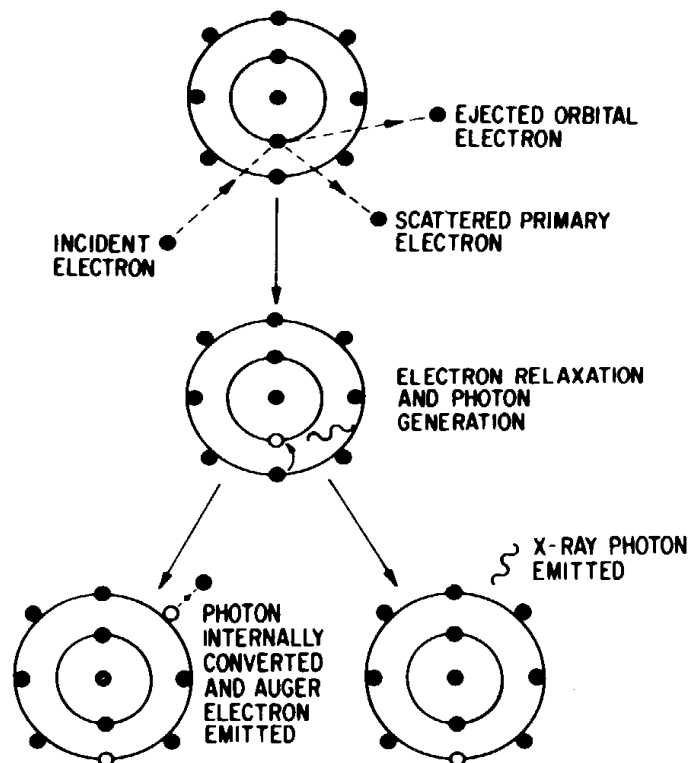 EJECTED ORBITAL
ELECTRON
SCATTERED PRIMARY
ELECTRON
INCIDENT
ELECTRON
ELECTRON RELAXATION
AND PHOTON
GENERATION
X-RAY PHOTON
EMITTED
PHOTON
INTERNALLY
CONVERTED
AND AUGER
ELECTRON
EMITTED